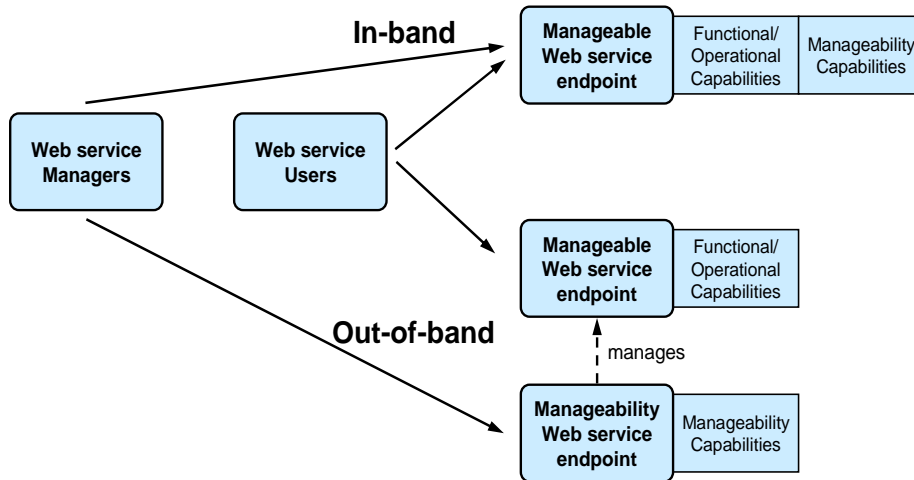 In-band
Manageable
Web service
endpoint
Functional/
Operational
Capabilities
Manageability
Capabilities
Web service
Managers
Web service
Users
Manageable
Web service
endpoint
Functional/
Operational
Capabilities
Out-of-band
manages
Manageability
Web service
endpoint
Manageability
Capabilities